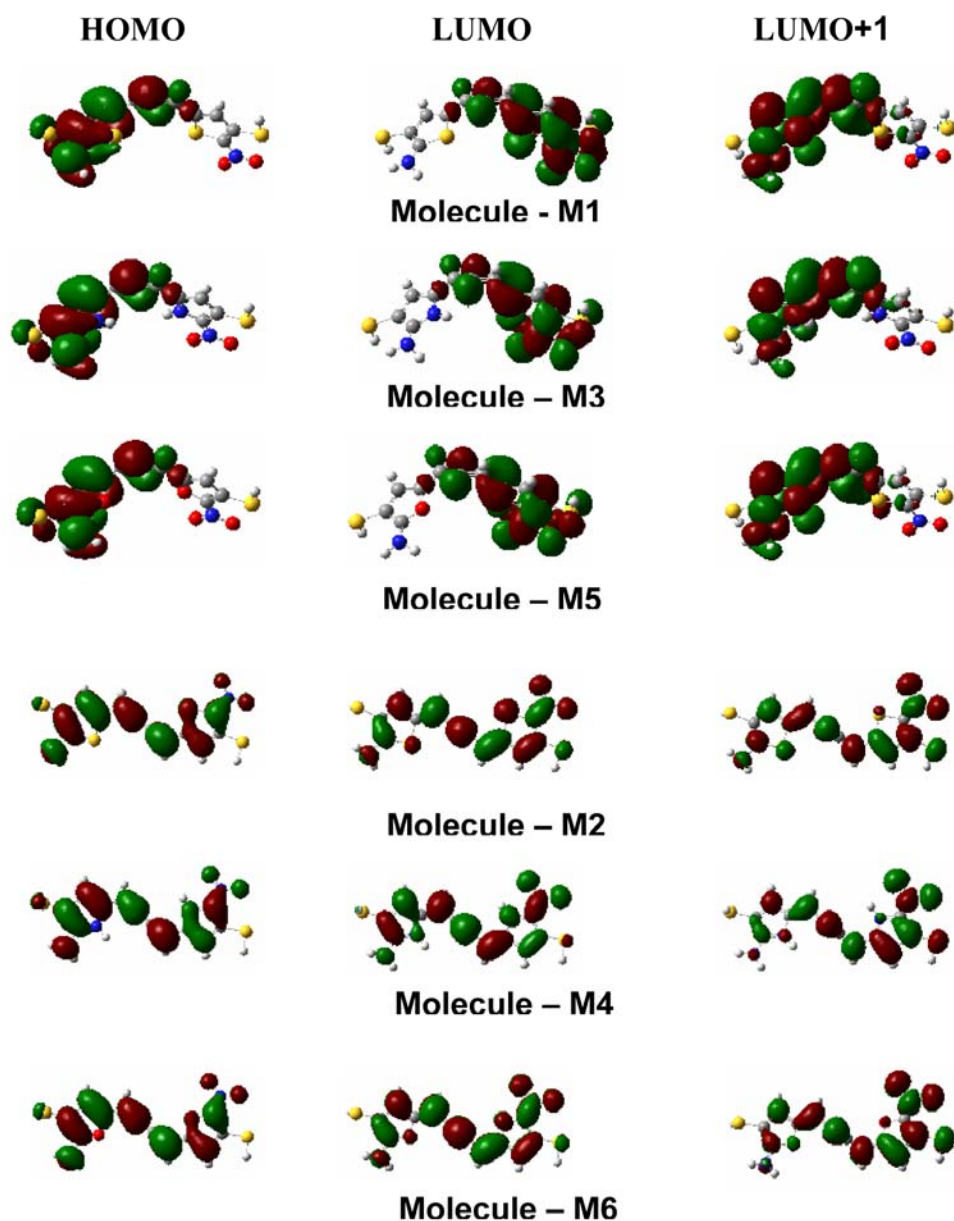 HOMO LUMO LUMO+1
Molecule - M1
Molecule – M3
Molecule – M5
Molecule – M2
Molecule – M4
Molecule – M6